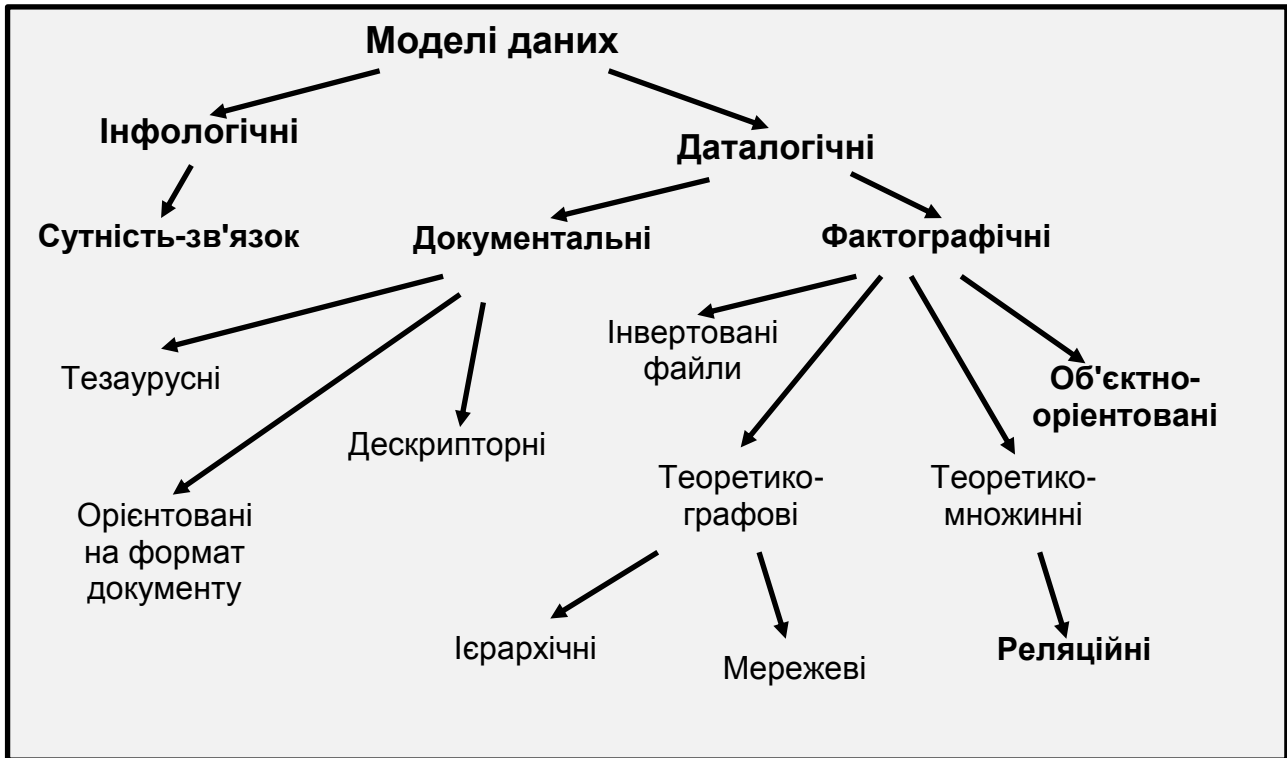 Моделі даних
Інфологічні
Даталогічні
Сутність-зв'язок
Документальні
Фактографічні
Інвертовані
файли
Тезаурусні
Об'єктно-
оріентовані
Дескрипторні
Теоретико-
графові
Теоретико-
множинні
Орієнтовані
на формат
документу
Ієрархічні
Мережеві
Реляційні